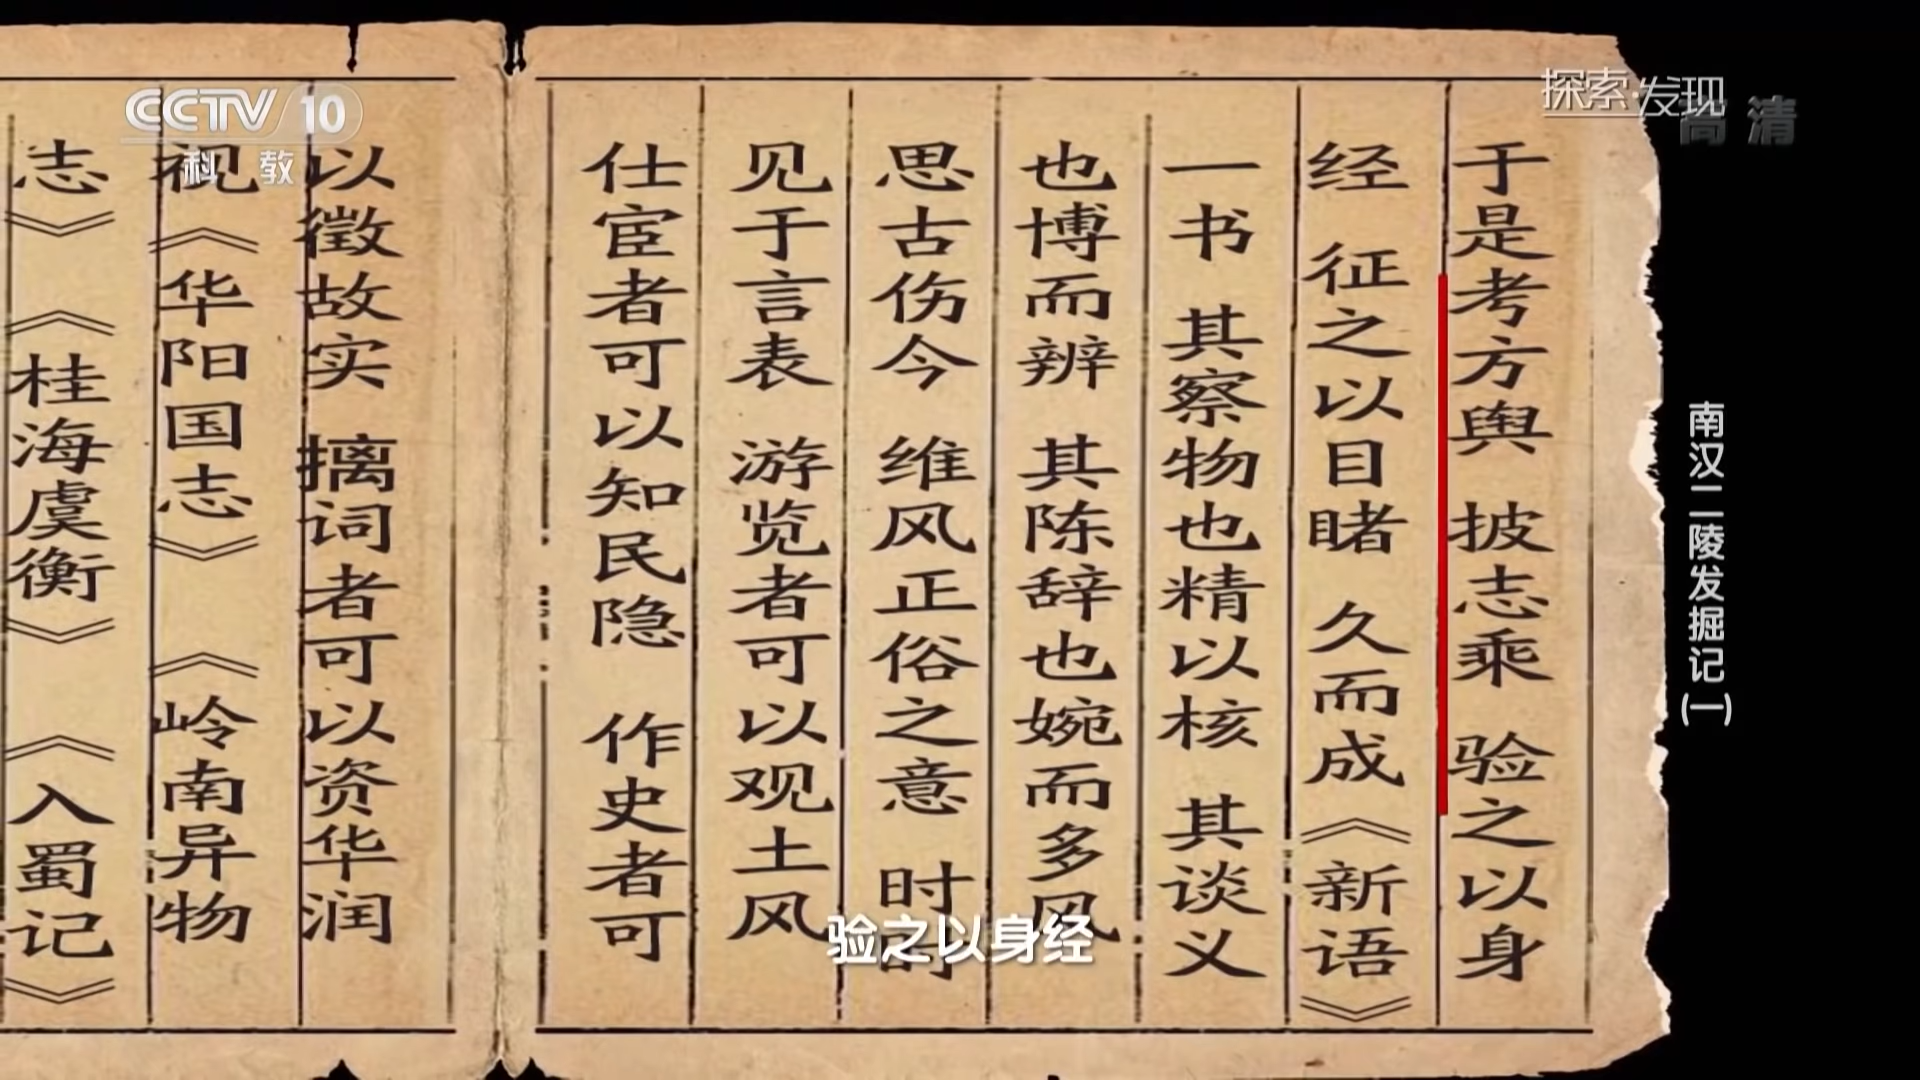 CCTV 10
科 教
探索·发现
高清
南汉二陵发掘记(一)
于是考方舆 披志乘 验之以身
经 征之以目睹 久而成《新语》
一书 其察物也精以核 其谈义
也博而辨 其陈辞也婉而多风
思古伤今 维风正俗之意 时时
见于言表 游览者可以观土风
仕宦者可以知民隐 作史者可
以徵故实 摛词者可以资华润
视《华阳国志》 《岭南异物
志》 《桂海虞衡》 《入蜀记》
验之以身经